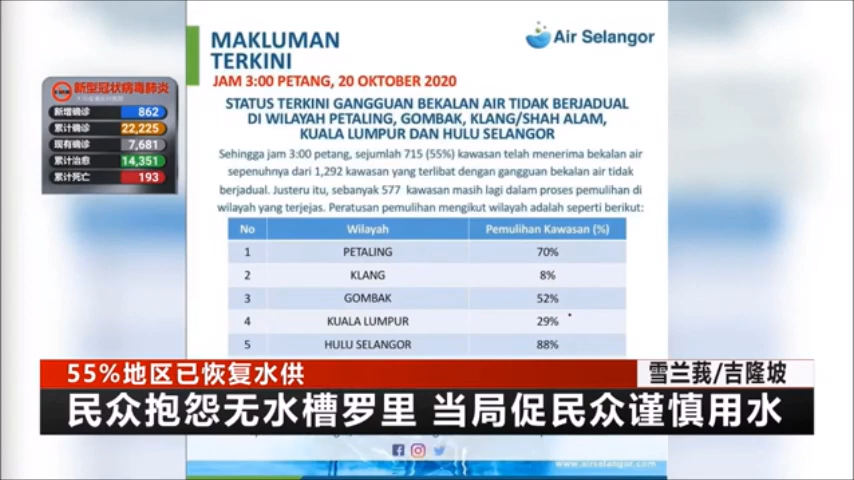 MAKLUMAN
TERKINI
JAM 3:00 PETANG, 20 OKTOBER 2020
Air Selangor
STATUS TERKINI GANGGUAN BEKALAN AIR TIDAK BERJADUAL
DI WILAYAH PETALING, GOMBAK, KLANG/SHAH ALAM,
KUALA LUMPUR DAN HULU SELANGOR
Sehingga jam 3:00 petang, sejumlah 715 (55%) kawasan telah menerima bekalan air
sepenuhnya dari 1,292 kawasan yang terlibat dengan gangguan bekalan air tidak
berjadual. Justeru itu, sebanyak 577 kawasan masih lagi dalam proses pemulihan di
wilayah yang terjejas. Peratusan pemulihan mengikut wilayah adalah seperti berikut:
No Wilayah Pemulihan Kawasan (%)
1 PETALING 70%
2 KLANG 8%
3 GOMBAK 52%
4 KUALA LUMPUR 29%
5 HULU SELANGOR 88%
新型冠状病毒肺炎
新增确诊 862
累计确诊 22,225
现有确诊 7,681
累计治愈 14,351
累计死亡 193
55%地区已恢复水供
雪兰莪/吉隆坡
民众抱怨无水槽罗里 当局促民众谨慎用水
www.airselangor.com